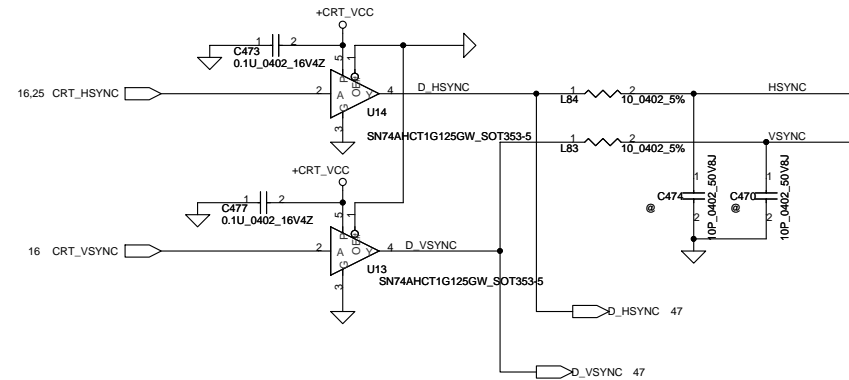 +CRT_VCC
1 2
C473
0.1U_0402_16V4Z
5
1
P
OE#
16,25 CRT_HSYNC
2 A Y 4
D_HSYNC
G
U14
3
SN74AHCT1G125GW_SOT353-5
1 2
L84
10_0402_5%
HSYNC
1 2
L83
10_0402_5%
VSYNC
+CRT_VCC
1 2
C477
0.1U_0402_16V4Z
5
1
P
OE#
16 CRT_VSYNC
2 A Y 4
D_VSYNC
G
U13
3
SN74AHCT1G125GW_SOT353-5
1
C474
@
2
10P_0402_50V8J
1
C470
@
2
10P_0402_50V8J
D_HSYNC 47
D_VSYNC 47